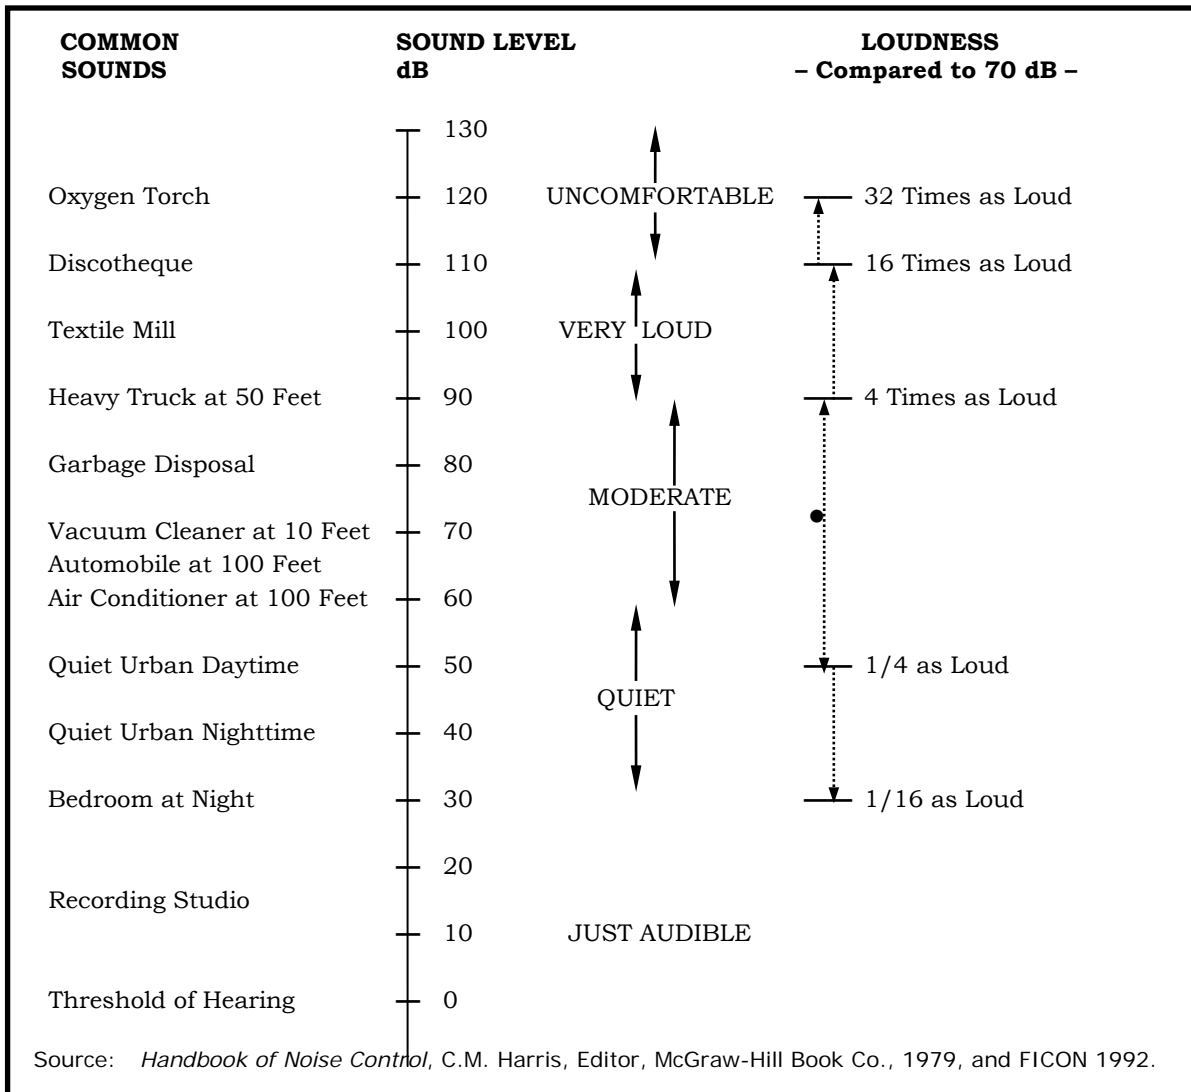 COMMON SOUND LEVEL LOUDNESS
SOUNDS dB – Compared to 70 dB –
130
Oxygen Torch 120 UNCOMFORTABLE 32 Times as Loud
Discotheque 110 16 Times as Loud
Textile Mill 100 VERY LOUD
Heavy Truck at 50 Feet 90 4 Times as Loud
Garbage Disposal 80
MODERATE
Vacuum Cleaner at 10 Feet 70
Automobile at 100 Feet
Air Conditioner at 100 Feet 60
Quiet Urban Daytime 50 1/4 as Loud
QUIET
Quiet Urban Nighttime 40
Bedroom at Night 30 1/16 as Loud
20
Recording Studio
10 JUST AUDIBLE
Threshold of Hearing 0
Source: Handbook of Noise Control, C.M. Harris, Editor, McGraw-Hill Book Co., 1979, and FICON 1992.